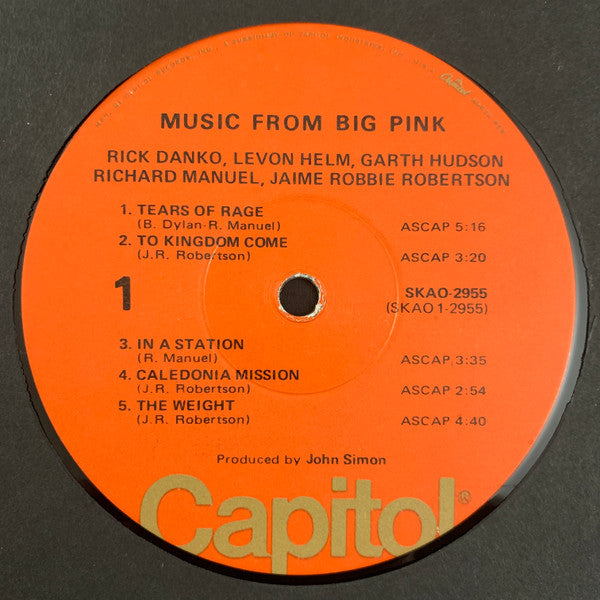 Capitol
MUSIC FROM BIG PINK
RICK DANKO, LEVON HELM, GARTH HUDSON
RICHARD MANUEL, JAIME ROBBIE ROBERTSON
1. TEARS OF RAGE
(B. Dylan-R. Manuel) ASCAP 5:16
2. TO KINGDOM COME
(J.R. Robertson) ASCAP 3:20
1
SKAO-2955
(SKAO 1-2955)
3. IN A STATION
(R. Manuel) ASCAP 3:35
4. CALEDONIA MISSION
(J.R. Robertson) ASCAP 2:54
5. THE WEIGHT
(J.R. Robertson) ASCAP 4:40
Produced by John Simon
Capitol®